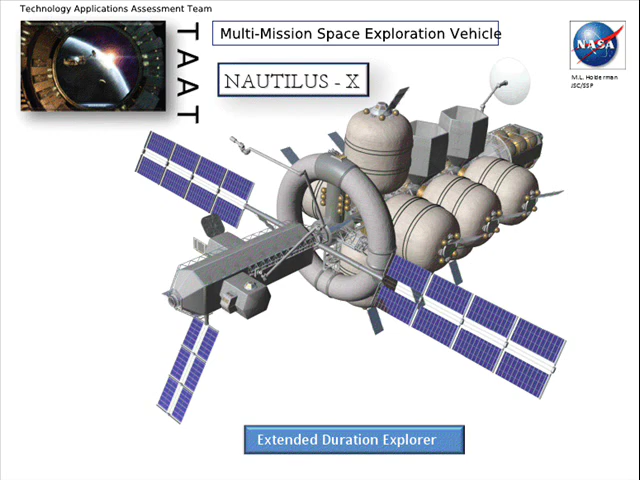 Technology Applications Assessment Team
TAAT
Multi-Mission Space Exploration Vehicle
NAUTILUS - X
NASA
M.L. Holderman
JSC/SSP
Extended Duration Explorer